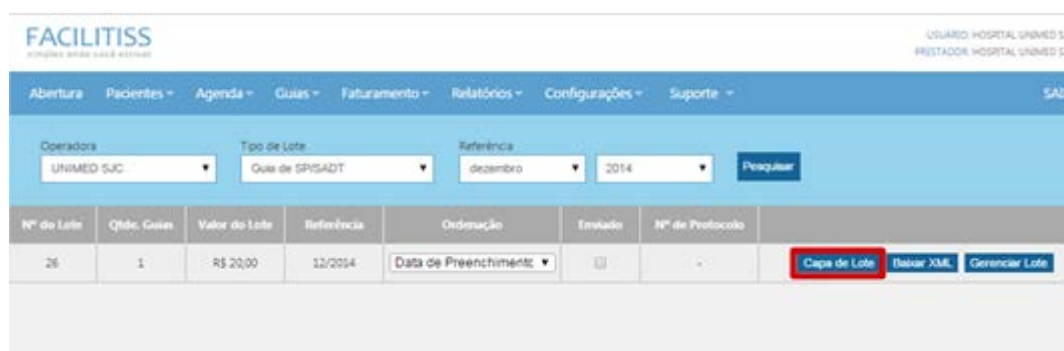 FACILITISS
simples onde você estiver
USUÁRIO: HOSPITAL UNIMED S
PRESTADOR: HOSPITAL UNIMED S
Abertura Pacientes Agenda Guias Faturamento Relatórios Configurações Suporte SAI
Operadora Tipo de Lote Referência
UNIMED SJC Guia de SP/SADT dezembro 2014 Pesquisar
Nº do Lote Qtde. Guias Valor do Lote Referência Ordenação Enviado Nº de Protocolo
26 1 R$ 20,00 12/2014 Data de Preenchimento - Capa de Lote Baixar XML Gerenciar Lote